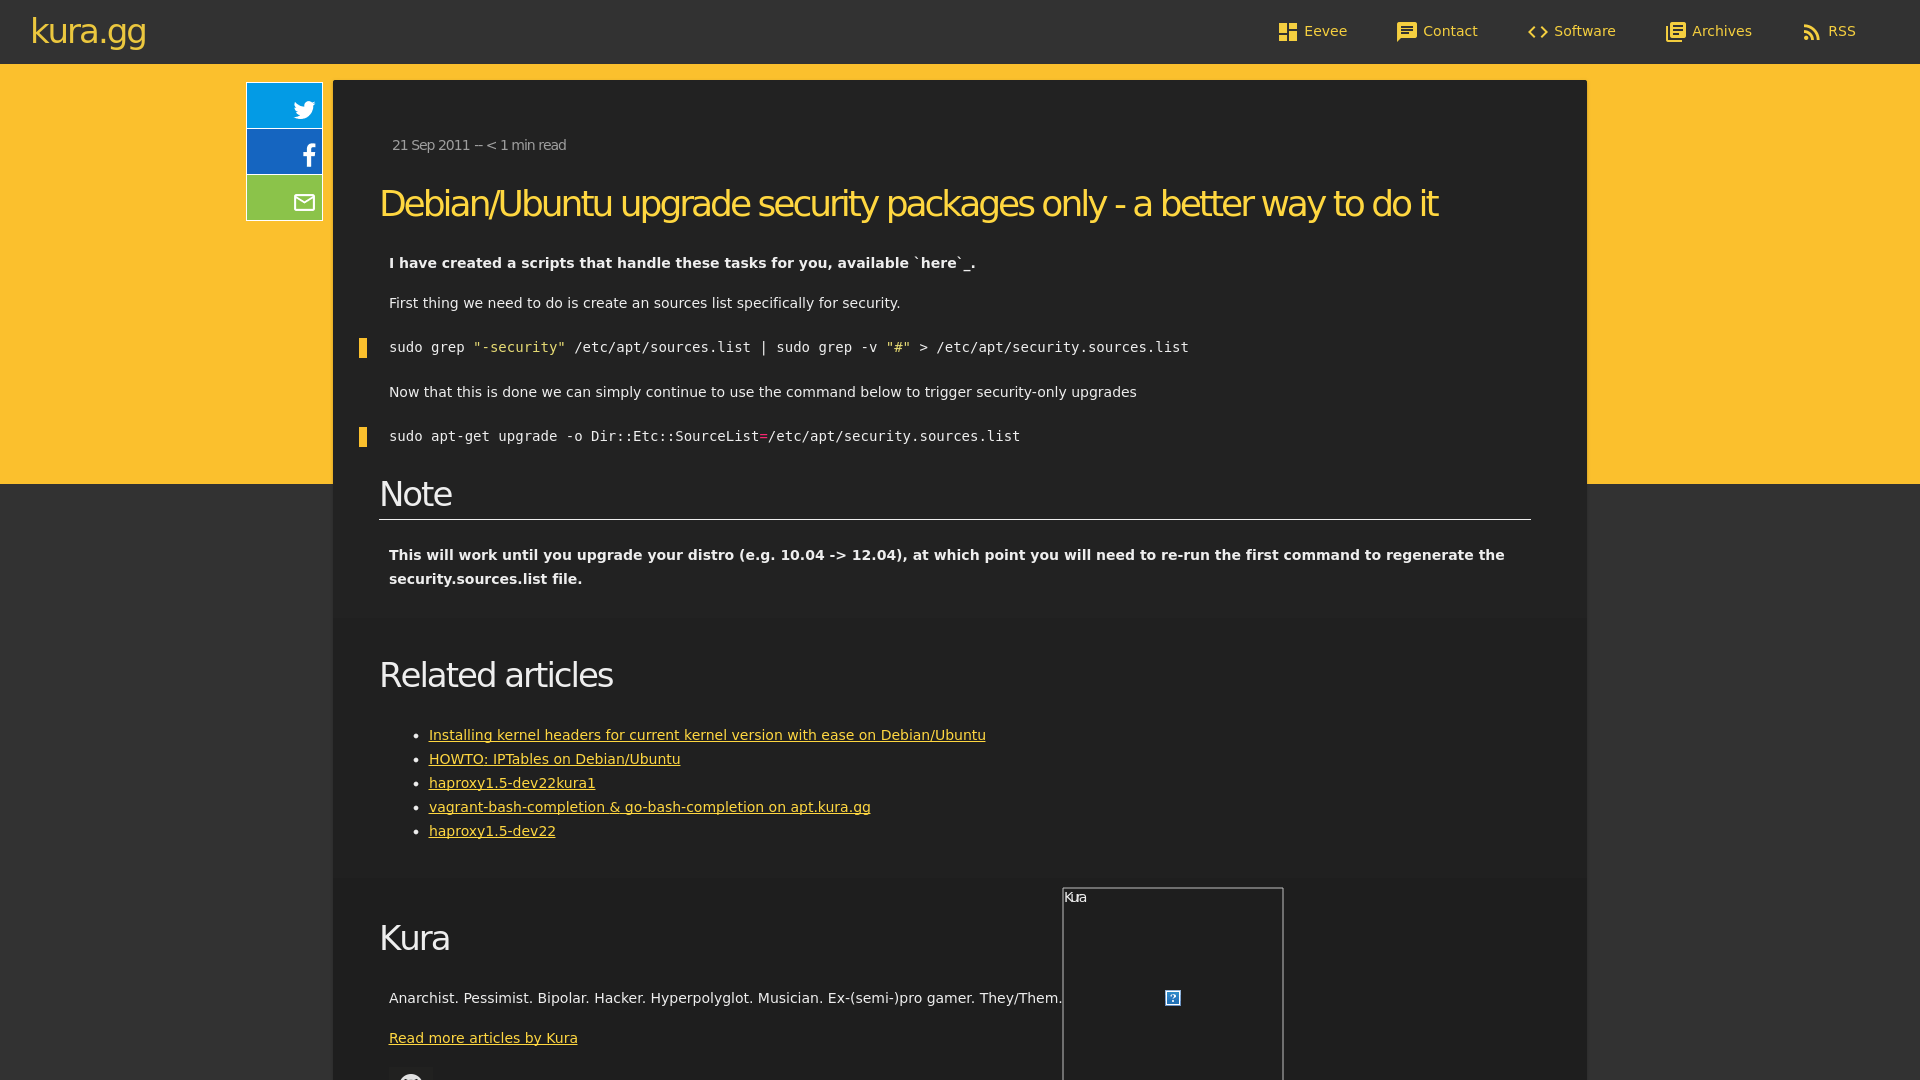 kura.gg
Eevee
Contact
Software
Archives
RSS
21 Sep 2011 -- < 1 min read
Debian/Ubuntu upgrade security packages only - a better way to do it
I have created a scripts that handle these tasks for you, available `here`_.
First thing we need to do is create an sources list specifically for security.
sudo grep "-security" /etc/apt/sources.list | sudo grep -v "#" > /etc/apt/security.sources.list
Now that this is done we can simply continue to use the command below to trigger security-only upgrades
sudo apt-get upgrade -o Dir::Etc::SourceList=/etc/apt/security.sources.list
Note
This will work until you upgrade your distro (e.g. 10.04 -> 12.04), at which point you will need to re-run the first command to regenerate the
security.sources.list file.
Related articles
Installing kernel headers for current kernel version with ease on Debian/Ubuntu
HOWTO: IPTables on Debian/Ubuntu
haproxy1.5-dev22kura1
vagrant-bash-completion & go-bash-completion on apt.kura.gg
haproxy1.5-dev22
Kura
Kura
Anarchist. Pessimist. Bipolar. Hacker. Hyperpolyglot. Musician. Ex-(semi-)pro gamer. They/Them.
Read more articles by Kura